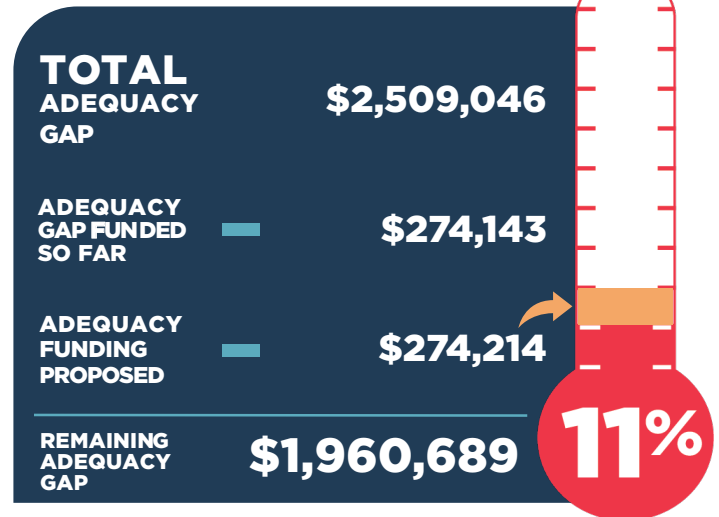 TOTAL
ADEQUACY
GAP
$2,509,046
ADEQUACY
GAP FUNDED
SO FAR
$274,143
ADEQUACY
FUNDING
PROPOSED
$274,214
REMAINING
ADEQUACY
GAP
$1,960,689
11%